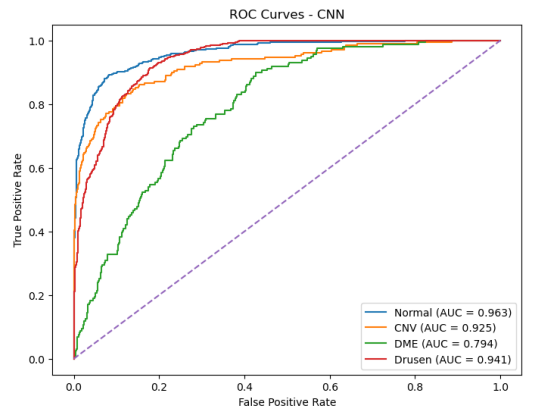 ROC Curves - CNN
True Positive Rate
1.0
0.8
0.6
0.4
0.2
0.0
Normal (AUC = 0.963)
CNV (AUC = 0.925)
DME (AUC = 0.794)
Drusen (AUC = 0.941)
0.0 0.2 0.4 0.6 0.8 1.0
False Positive Rate